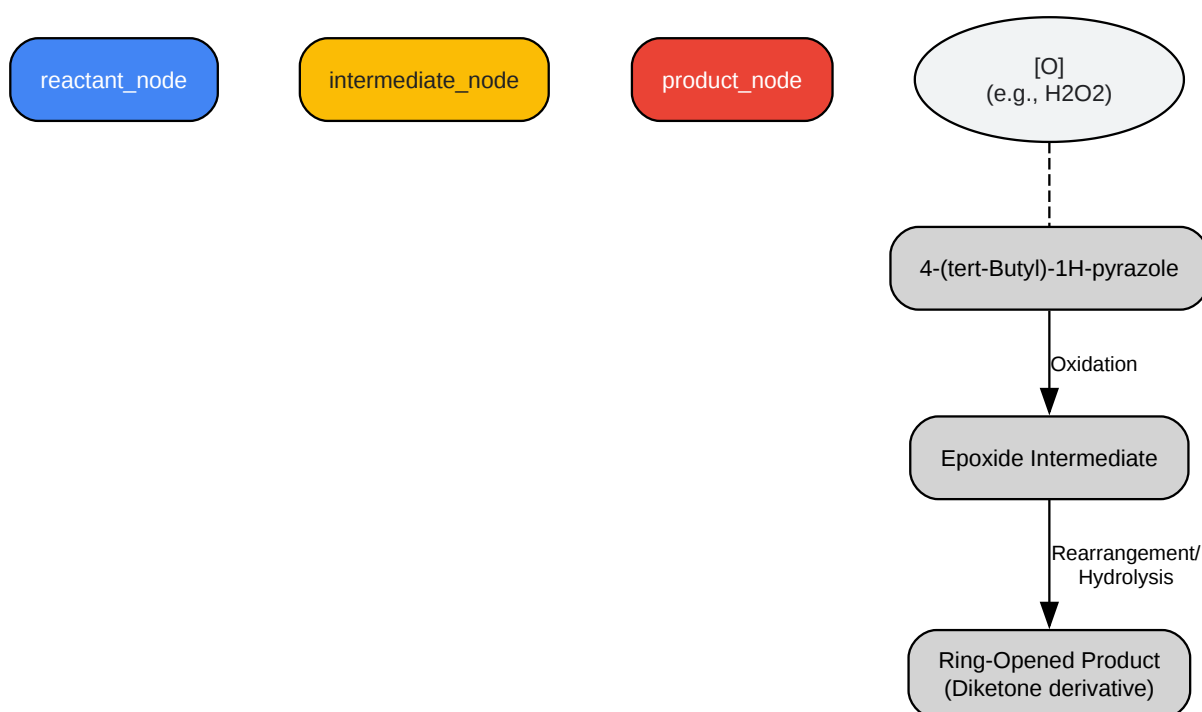 reactant_node
intermediate_node
product_node
[O]
(e.g., H2O2)
4-(tert-Butyl)-1H-pyrazole
Oxidation
Epoxide Intermediate
Rearrangement/
Hydrolysis
Ring-Opened Product
(Diketone derivative)